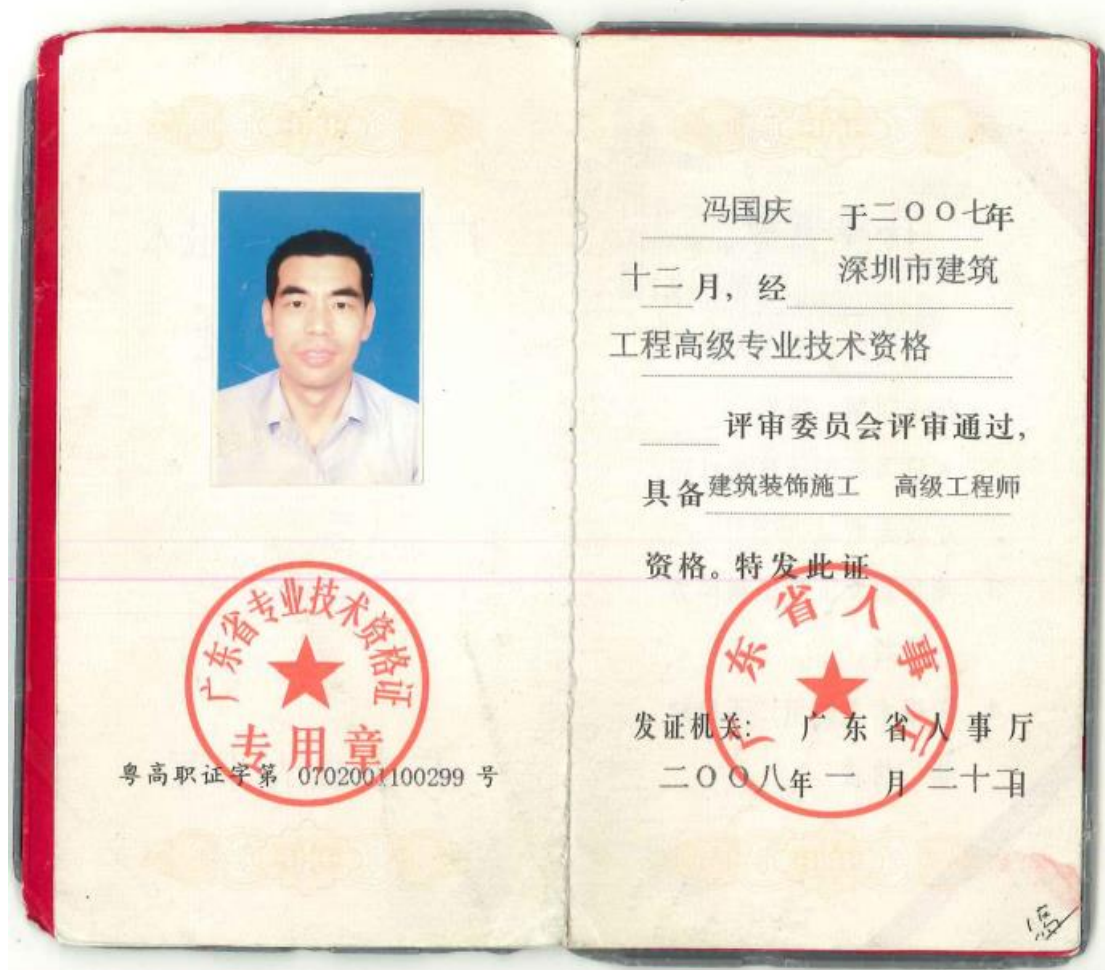 广东省专业技术资格证
专用章
粤高职证字第 0702001100299 号
冯国庆 于二〇〇七年
十二月，经 深圳市建筑
工程高级专业技术资格
评审委员会评审通过，
具备建筑装饰施工 高级工程师
资格。特发此证
广东省人事厅
发证机关： 广东省人事厅
二〇〇八年 一 月 二十二日